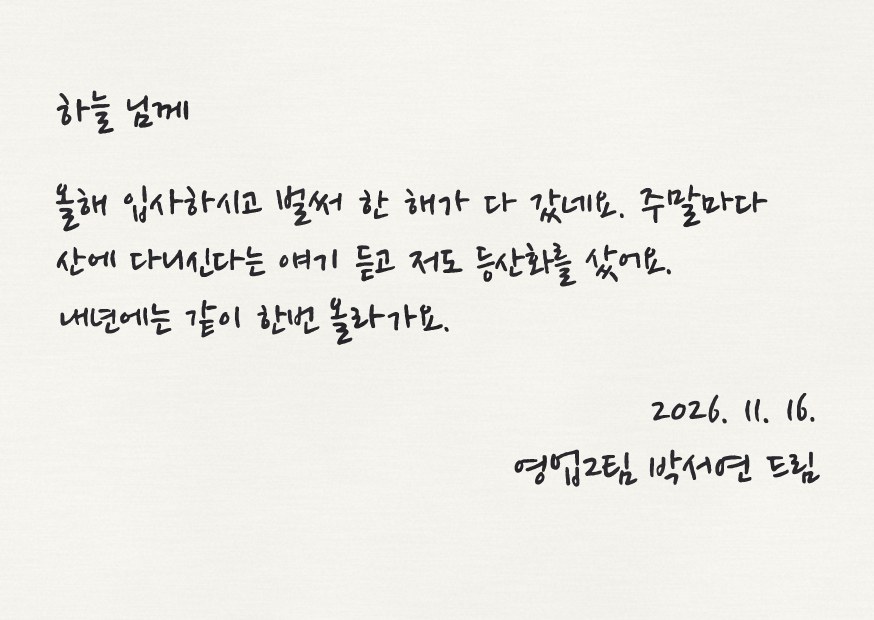 하늘 님께
올해 입사하시고 벌써 한 해가 다 갔네요. 주말마다
산에 다니신다는 얘기 듣고 저도 등산화를 샀어요.
내년에는 같이 한번 올라가요.
2026. 11. 16.
영업2팀 박서연 드림